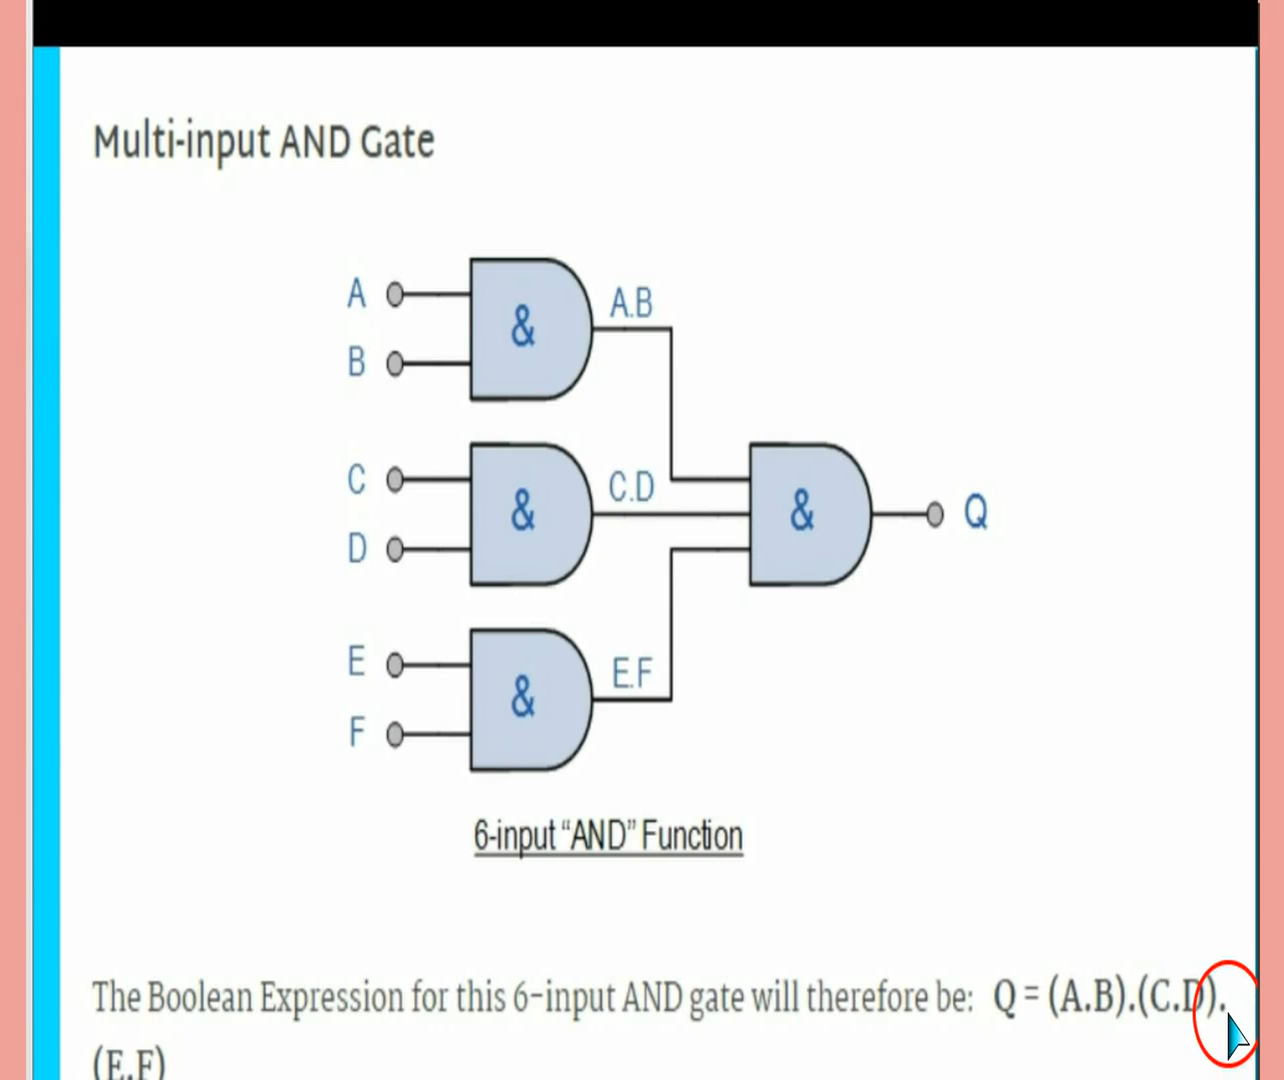 Multi-input AND Gate
A
B
&
A.B
C
D
&
C.D
&
Q
E
F
&
E.F
6-input “AND” Function
The Boolean Expression for this 6-input AND gate will therefore be: Q = (A.B).(C.D).
(E.F)